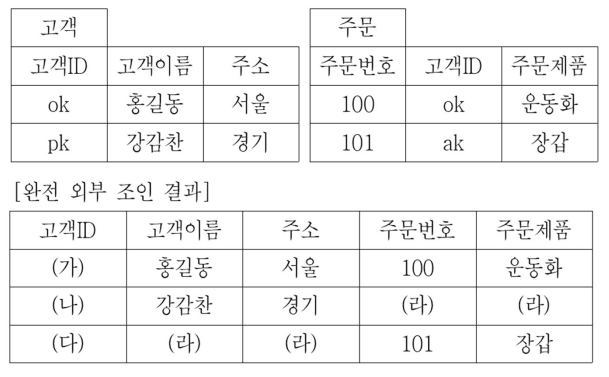 고객 주문
고객ID 고객이름 주소 주문번호 고객ID 주문제품
ok 홍길동 서울 100 ok 운동화
pk 강감찬 경기 101 ak 장갑
[완전 외부 조인 결과]
고객ID 고객이름 주소 주문번호 주문제품
(가) 홍길동 서울 100 운동화
(나) 강감찬 경기 (라) (라)
(다) (라) (라) 101 장갑